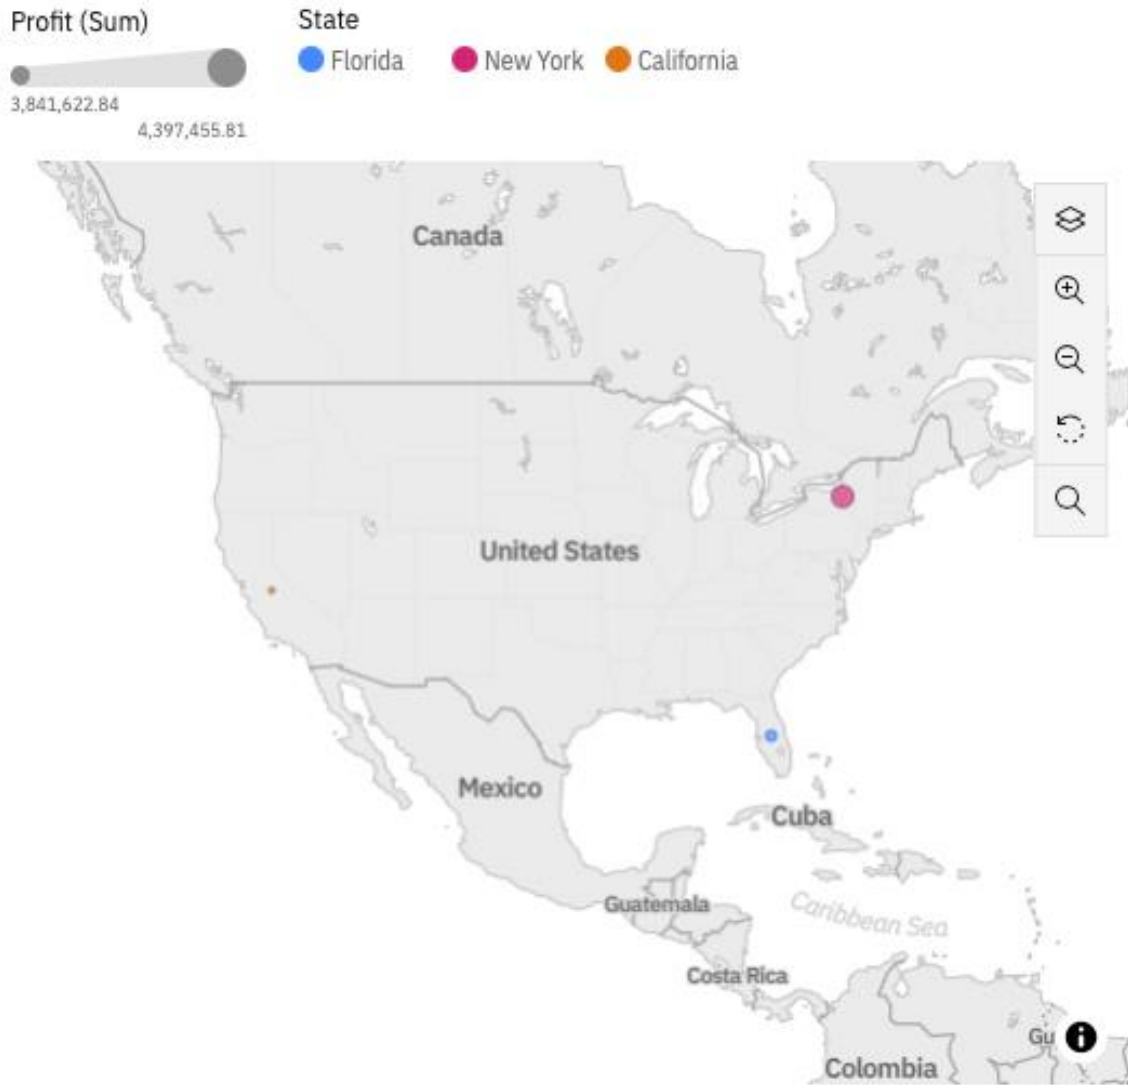 Profit (Sum)
3,841,622.84
4,397,455.81
State
Florida
New York
California
Canada
United States
Mexico
Cuba
Guatemala
Caribbean Sea
Costa Rica
Gu
Colombia